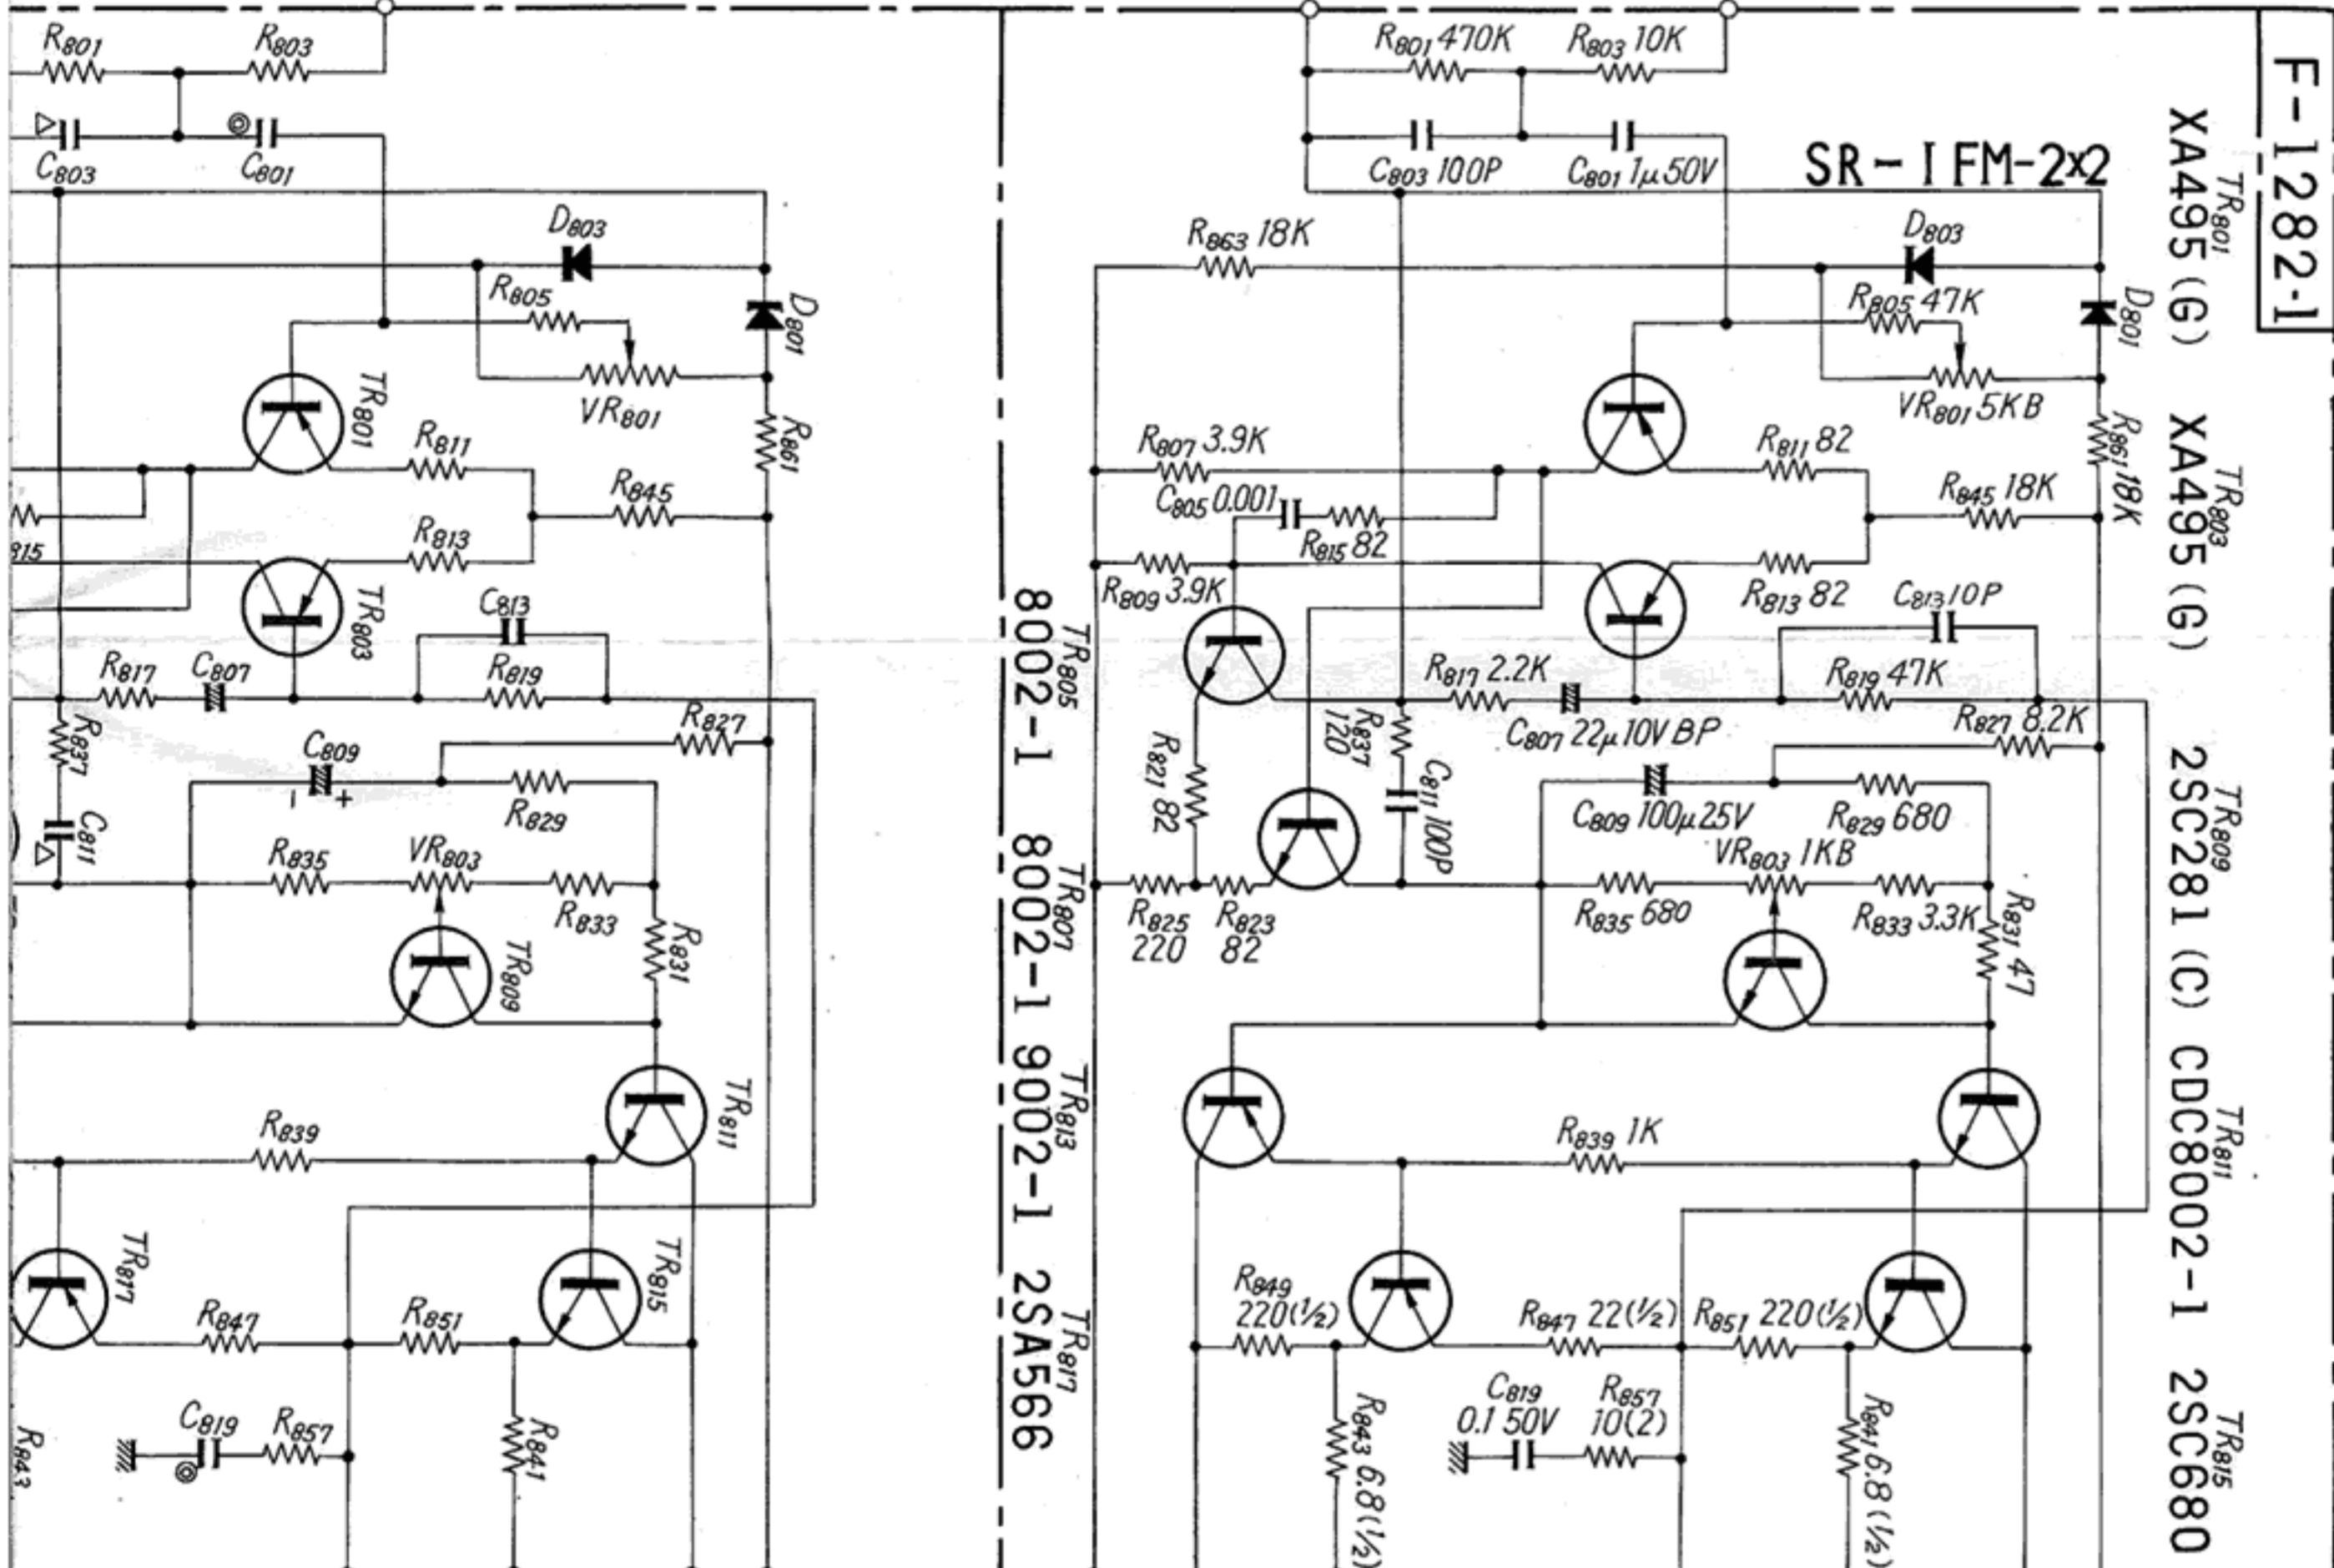 R801
R803
C803
C801
D803
R805
D801
VR801
TR801
R811
R861
R845
R813
815
TR803
C813
R817
C807
R819
R827
R837
C809
- +
R829
C811
R835
VR803
R833
R831
TR809
TR811
R839
TR817
TR815
R847
R851
C819
R857
R841
R843
TR805
8002-1
TR807
8002-1
TR813
9002-1
TR817
2SA566
R801 470K
R803 10K
C803 100P
C801 1μ 50V
SR-1FM-2x2
R863 18K
D803
R805 47K
D801
VR801 5KB
R807 3.9K
R811 82
R861 18K
C805 0.001
R845 18K
R815 82
R809 3.9K
R813 82
C813 10P
R817 2.2K
R819 47K
R837
120
C807 22μ 10V BP
R827 8.2K
R821 82
C811 100P
C809 100μ 25V
R829 680
VR803 1KB
R825
220
R823
82
R835 680
R833 3.3K
R831 47
R839 1K
R849
220(½)
R847 22(½)
R851 220(½)
C819
0.1 50V
R857
10(2)
R843 6.8(½)
R841 6.8(½)
F-1282-1
TR801
XA495(G)
TR803
XA495(G)
TR809
2SC281(C)
TR811
CDC8002-1
TR815
2SC680